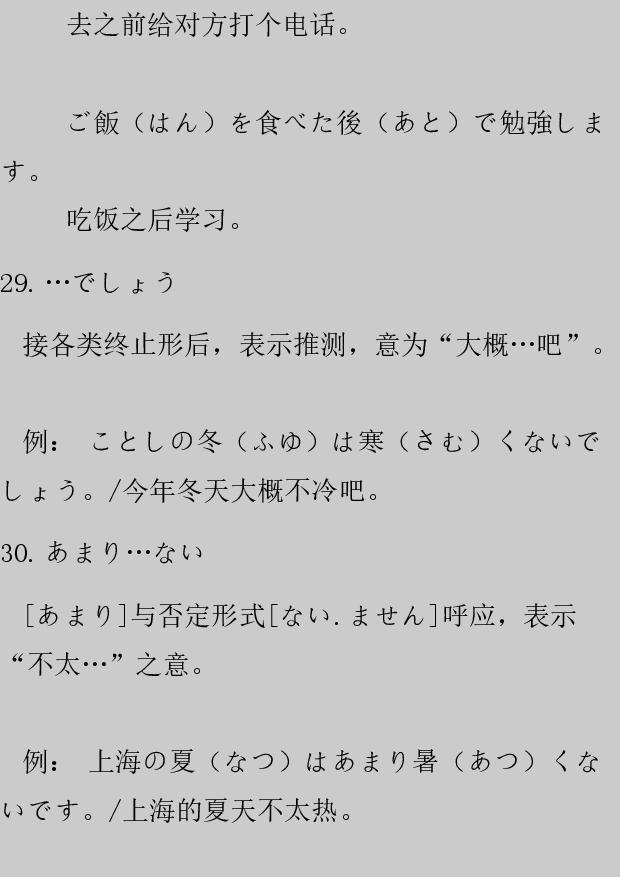 去之前给对方打个电话。
ご飯（はん）を食べた後（あと）で勉強しま
す。
吃饭之后学习。
29. …でしょう
接各类终止形后，表示推测，意为“大概…吧”。
例： ことしの冬（ふゆ）は寒（さむ）くないで
しょう。/今年冬天大概不冷吧。
30. あまり…ない
[あまり]与否定形式[ない.ません]呼应，表示
“不太…”之意。
例： 上海の夏（なつ）はあまり暑（あつ）くな
いです。/上海的夏天不太热。